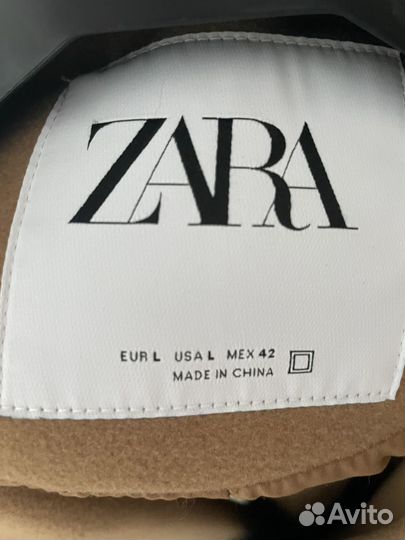 ZARA
EUR L USA L MEX 42
MADE IN CHINA
Avito